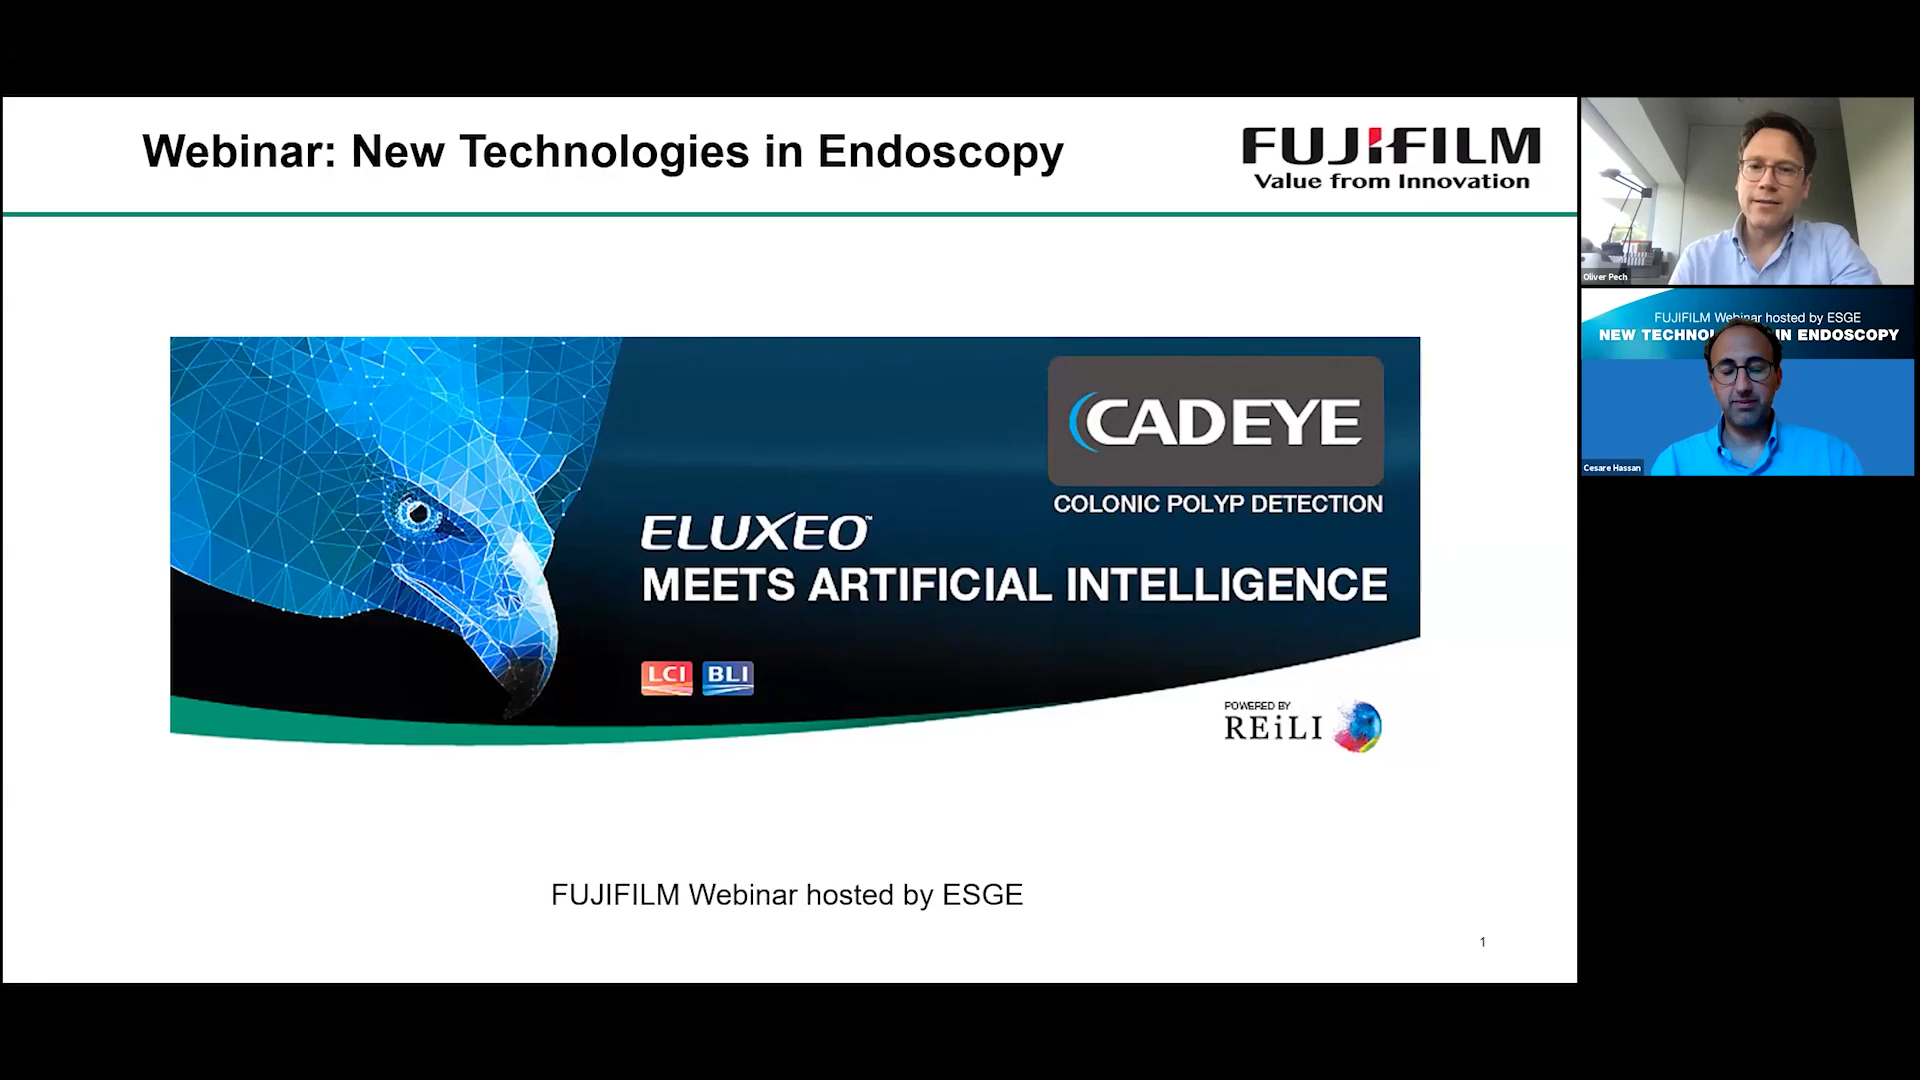 Webinar: New Technologies in Endoscopy
FUJIFILM
Value from Innovation
CADEYE
COLONIC POLYP DETECTION
ELUXEO™
MEETS ARTIFICIAL INTELLIGENCE
LCI BLI
POWERED BY
REiLI
FUJIFILM Webinar hosted by ESGE
1
Oliver Pech
FUJIFILM Webinar hosted by ESGE
NEW TECHNO IN ENDOSCOPY
Cesare Hassan